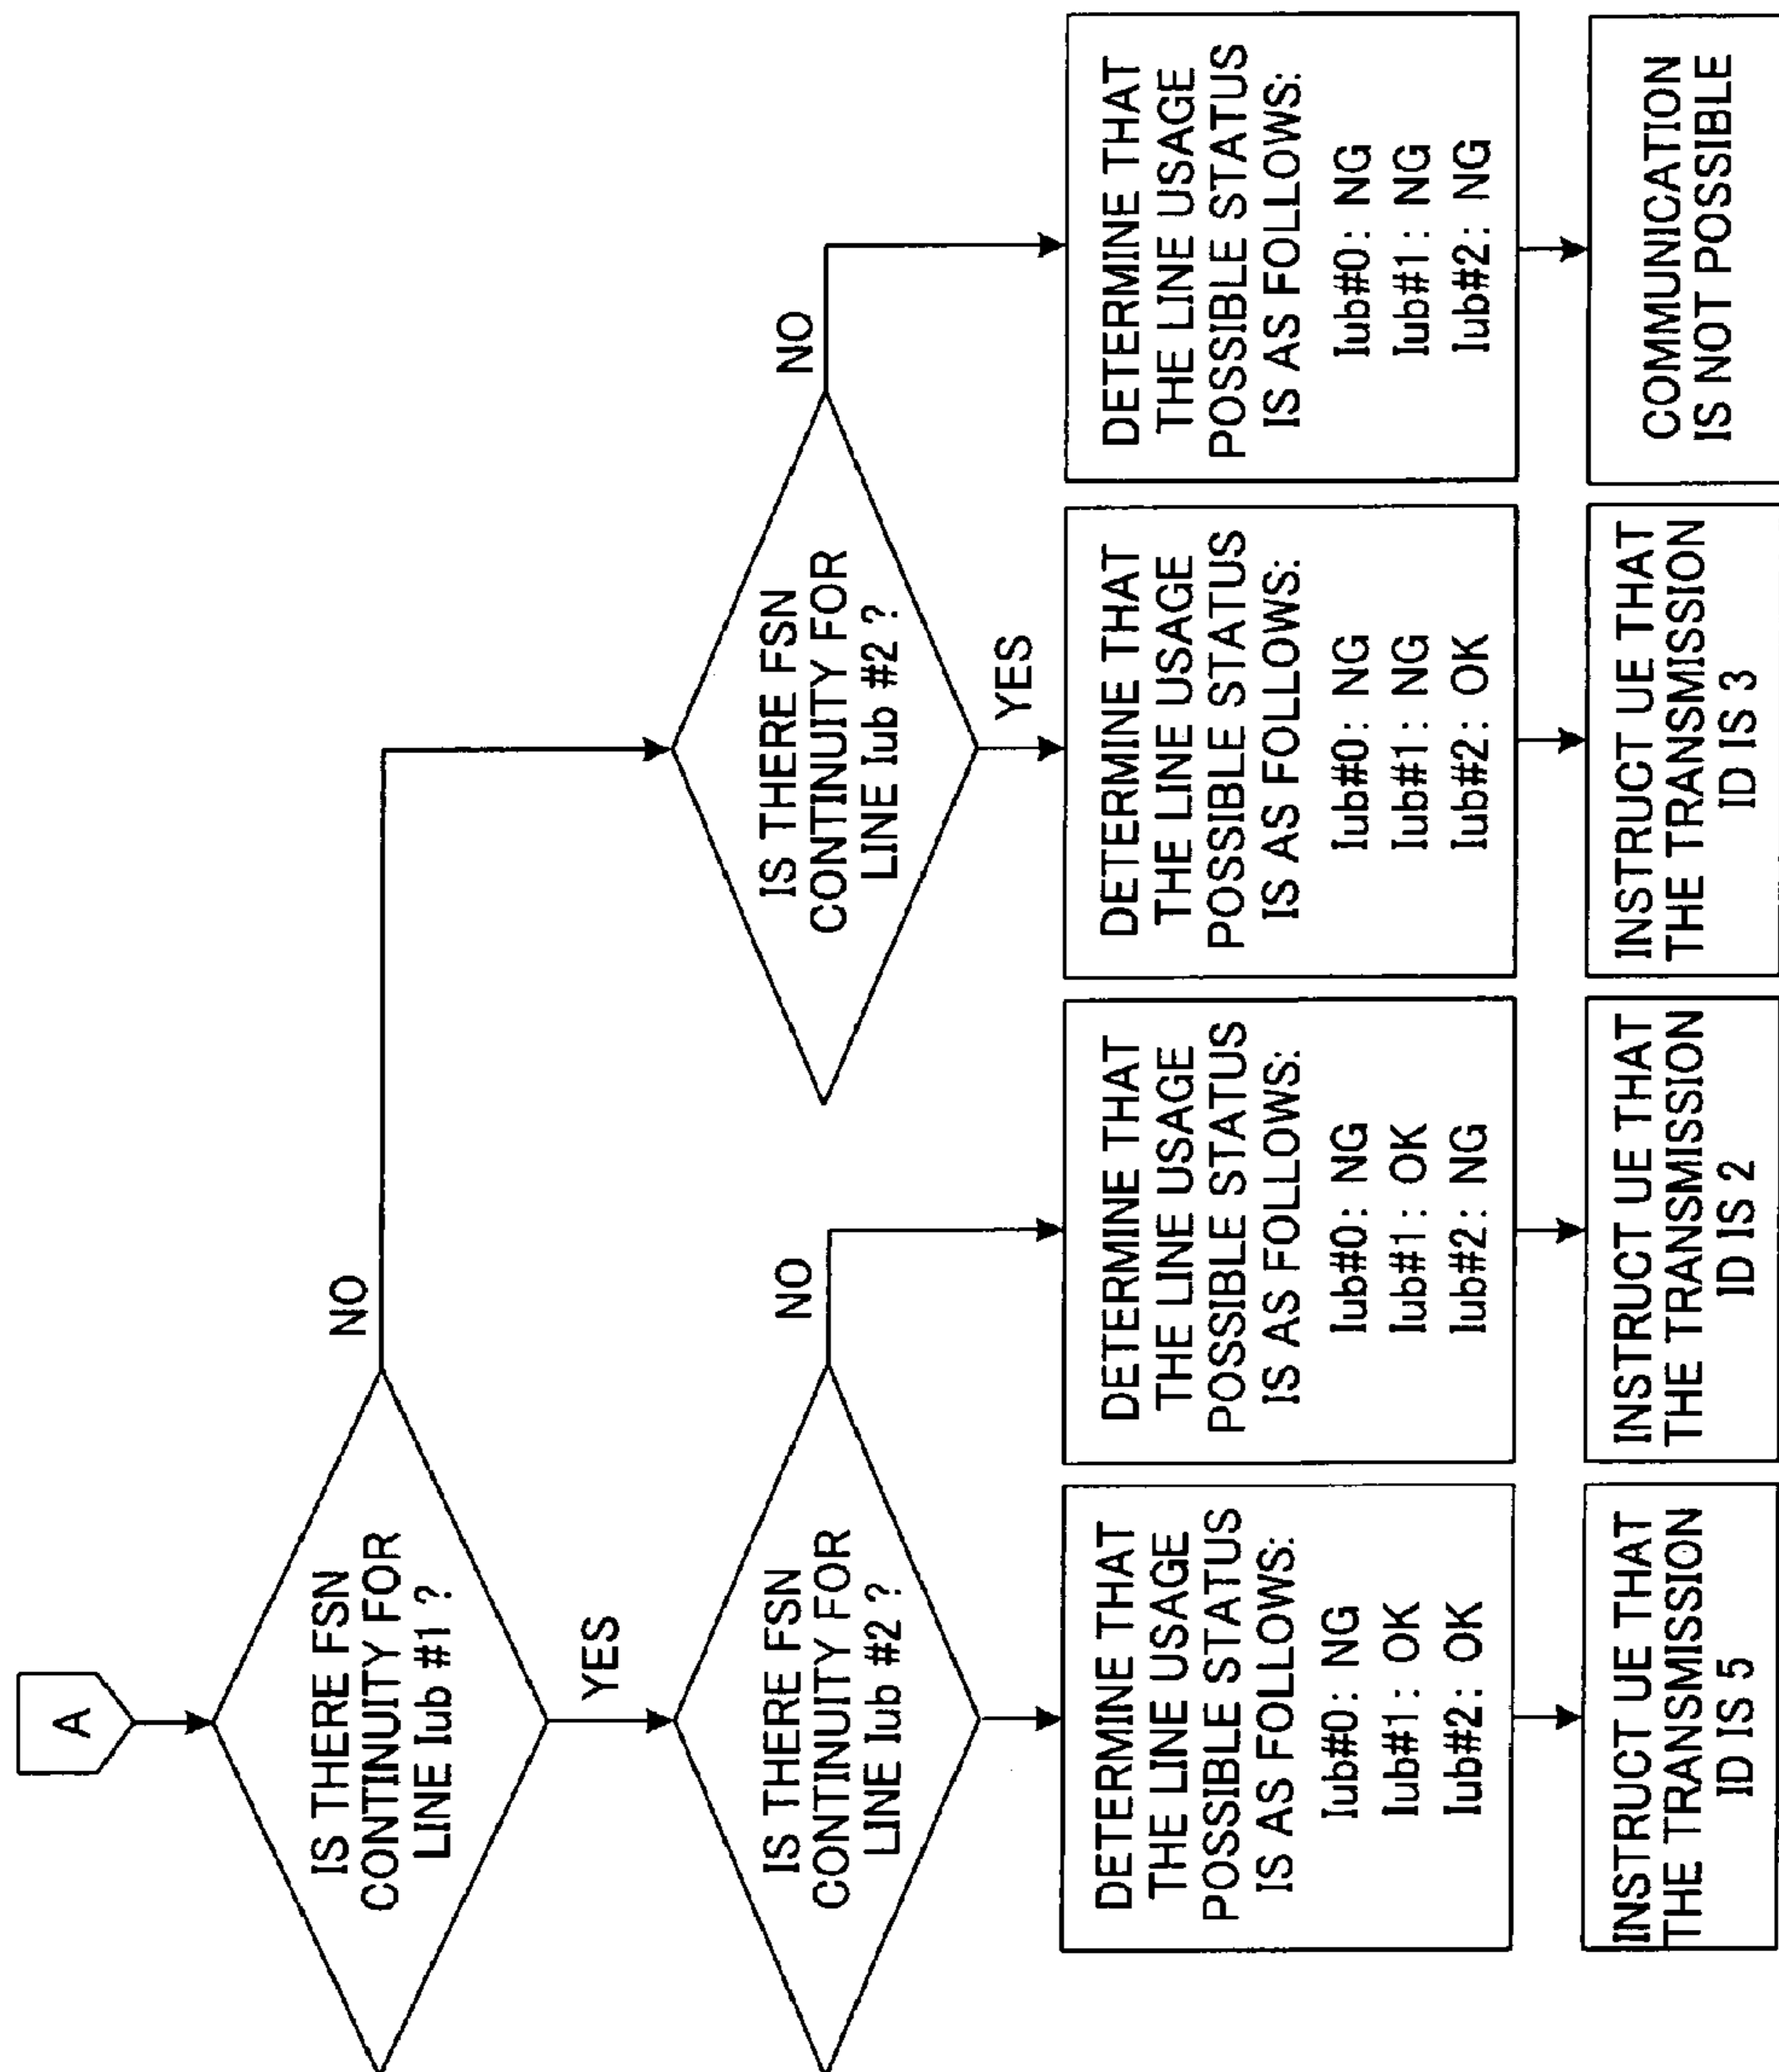 A
IS THERE FSN
CONTINUITY FOR
LINE Iub #1 ?
NO
YES
IS THERE FSN
CONTINUITY FOR
LINE Iub #2 ?
NO
IS THERE FSN
CONTINUITY FOR
LINE Iub #2 ?
NO
YES
DETERMINE THAT
THE LINE USAGE
POSSIBLE STATUS
IS AS FOLLOWS:
Iub#0: NG
Iub#1: OK
Iub#2: OK
DETERMINE THAT
THE LINE USAGE
POSSIBLE STATUS
IS AS FOLLOWS:
Iub#0: NG
Iub#1: OK
Iub#2: NG
DETERMINE THAT
THE LINE USAGE
POSSIBLE STATUS
IS AS FOLLOWS:
Iub#0: NG
Iub#1: NG
Iub#2: OK
DETERMINE THAT
THE LINE USAGE
POSSIBLE STATUS
IS AS FOLLOWS:
Iub#0: NG
Iub#1: NG
Iub#2: NG
INSTRUCT UE THAT
THE TRANSMISSION
ID IS 5
INSTRUCT UE THAT
THE TRANSMISSION
ID IS 2
INSTRUCT UE THAT
THE TRANSMISSION
ID IS 3
COMMUNICATION
IS NOT POSSIBLE